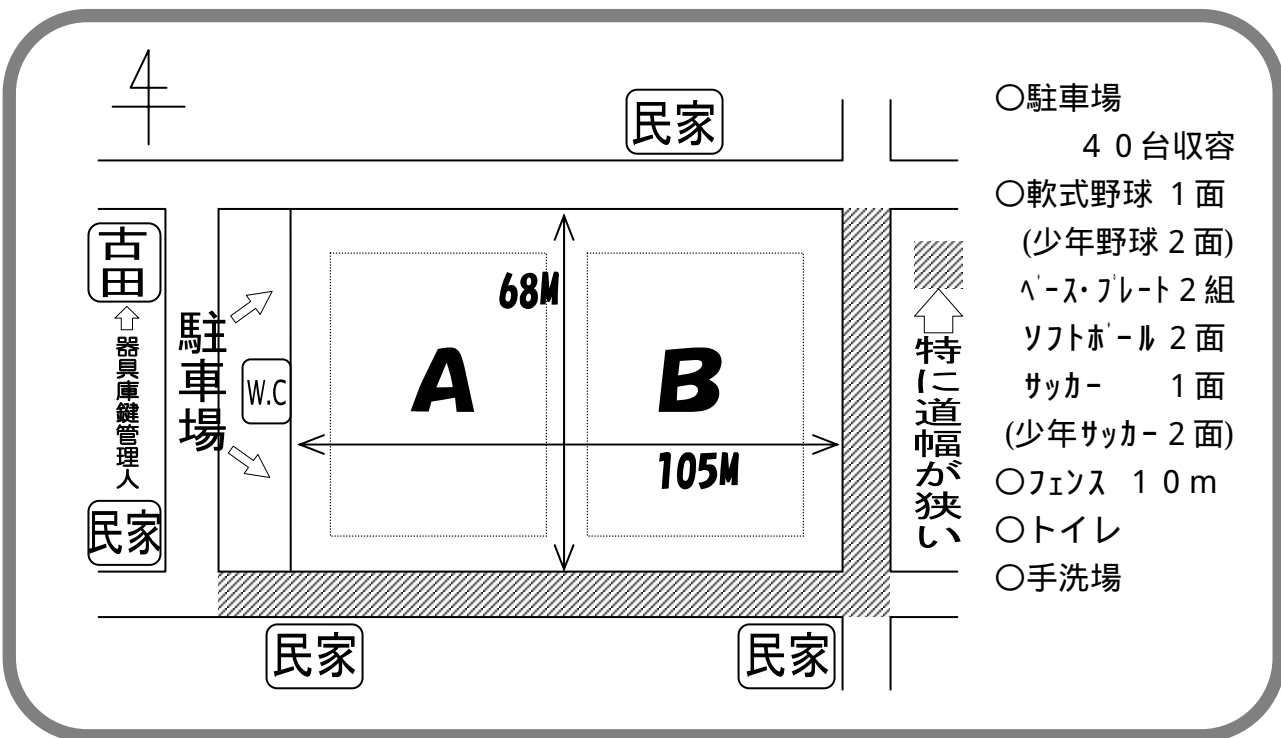 民家
古田
⇧器具庫鍵管理人
民家
駐車場
W.C
68M
A
B
105M
民家
民家
⇧特に道幅が狭い
○駐車場
４０台収容
○軟式野球 1面
(少年野球２面)
ﾍﾞｰｽ･ﾌﾟﾚｰﾄ２組
ソフトﾎﾞｰﾙ ２面
ｻｯｶｰ 1面
(少年ｻｯｶｰ２面)
○ﾌｪﾝｽ １０ｍ
○トイレ
○手洗場